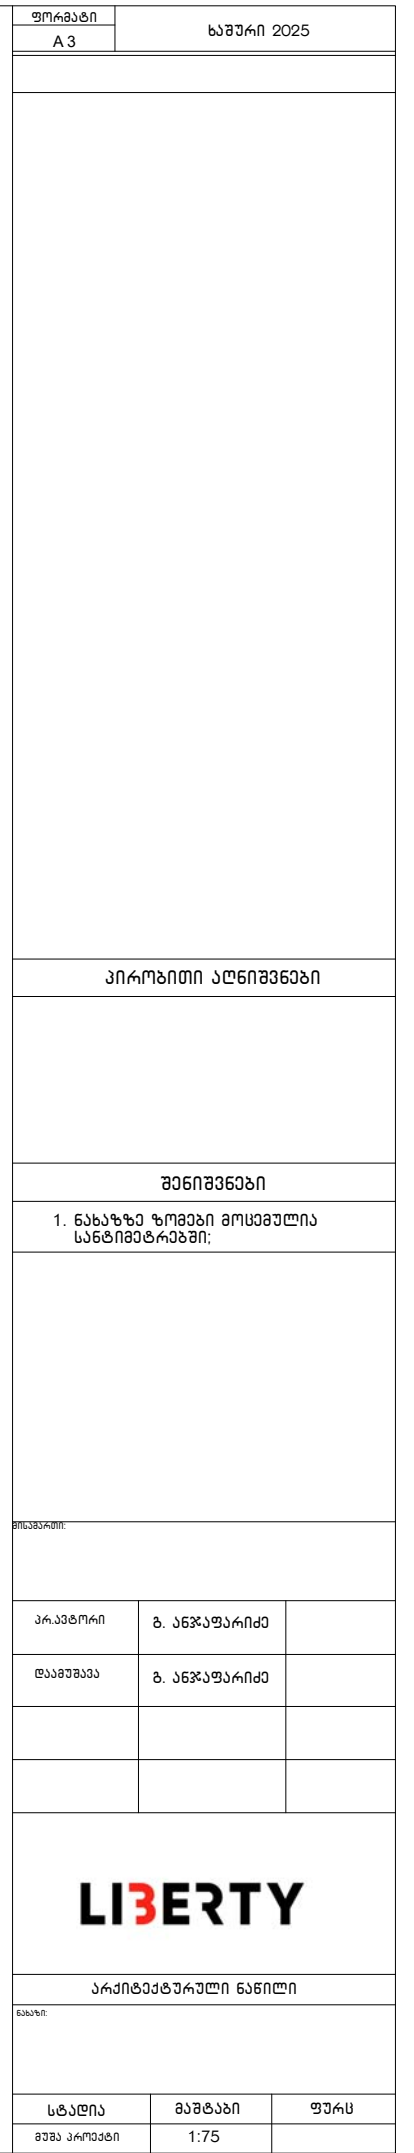 ფორმატი
A 3
ხაშური 2025
პირობითი აღნიშვნები
შენიშვნები
1. ნახაზზე ზომები მოცემულია
სანტიმეტრებში;
მისამართი:
პრ.ავტორი
გ. ანჯაფარიძე
დაამუშავა
გ. ანჯაფარიძე
LIBERTY
არქიტექტურული ნაწილი
ნახაზი:
სტადია
მაშტაბი
ფურც
მუშა პროექტი
1:75